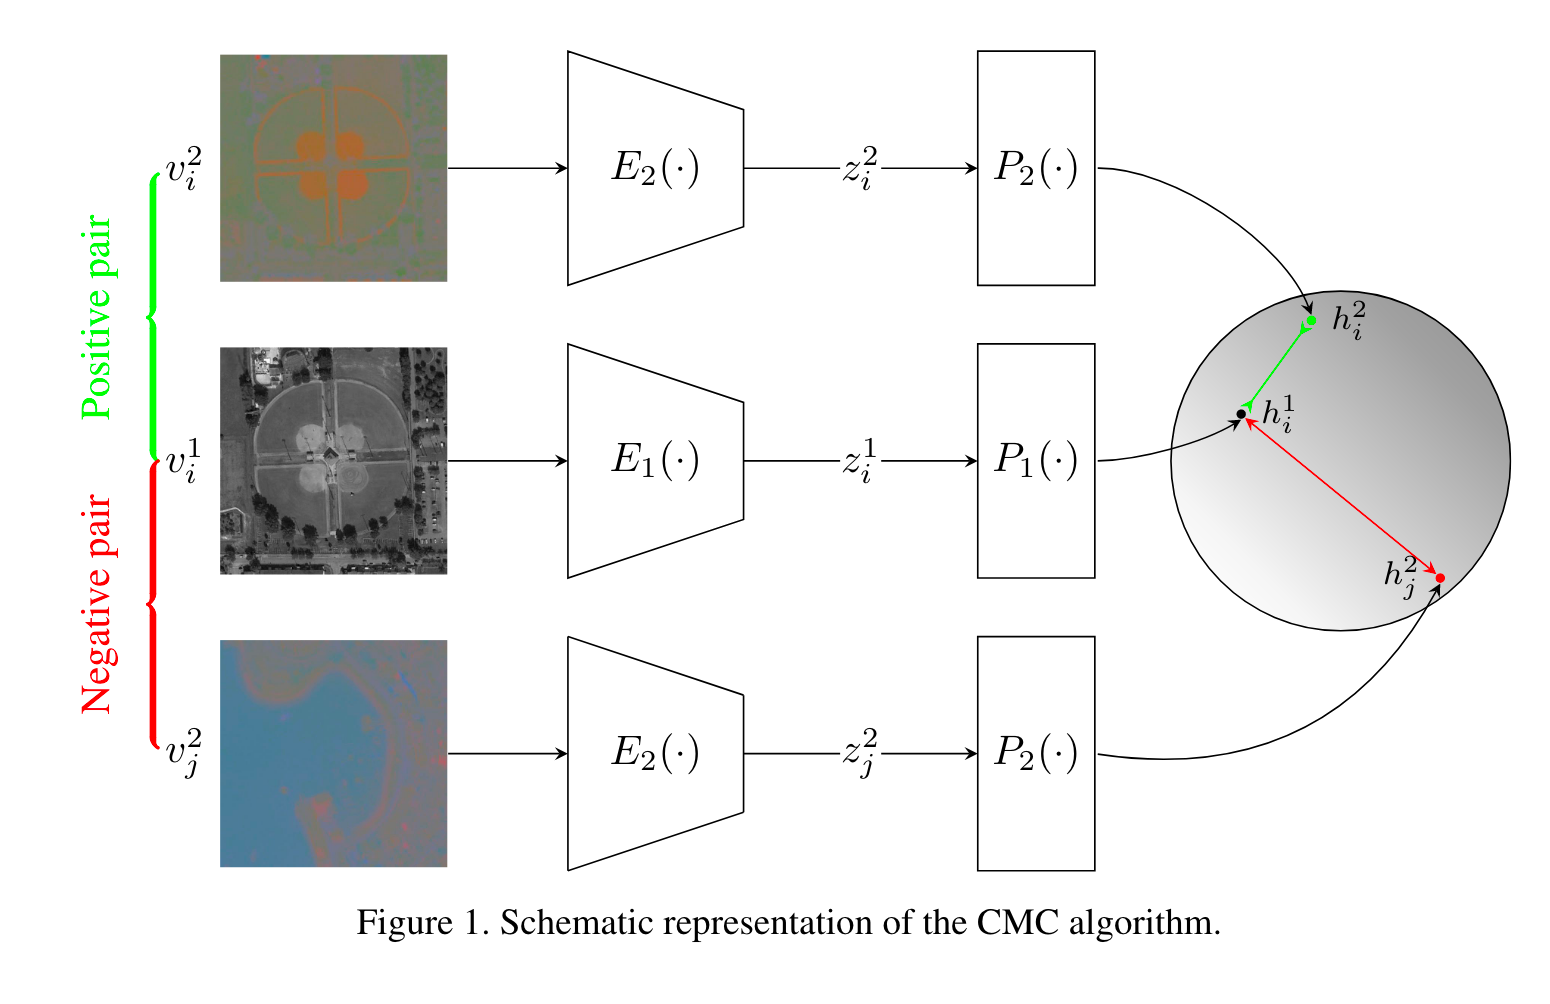 Positive pair
Negative pair
$v_i^2$ $E_2(\cdot)$ $z_i^2$ $P_2(\cdot)$
$h_i^2$
$h_i^1$
$v_i^1$ $E_1(\cdot)$ $z_i^1$ $P_1(\cdot)$
$h_j^2$
$v_j^2$ $E_2(\cdot)$ $z_j^2$ $P_2(\cdot)$
Figure 1. Schematic representation of the CMC algorithm.